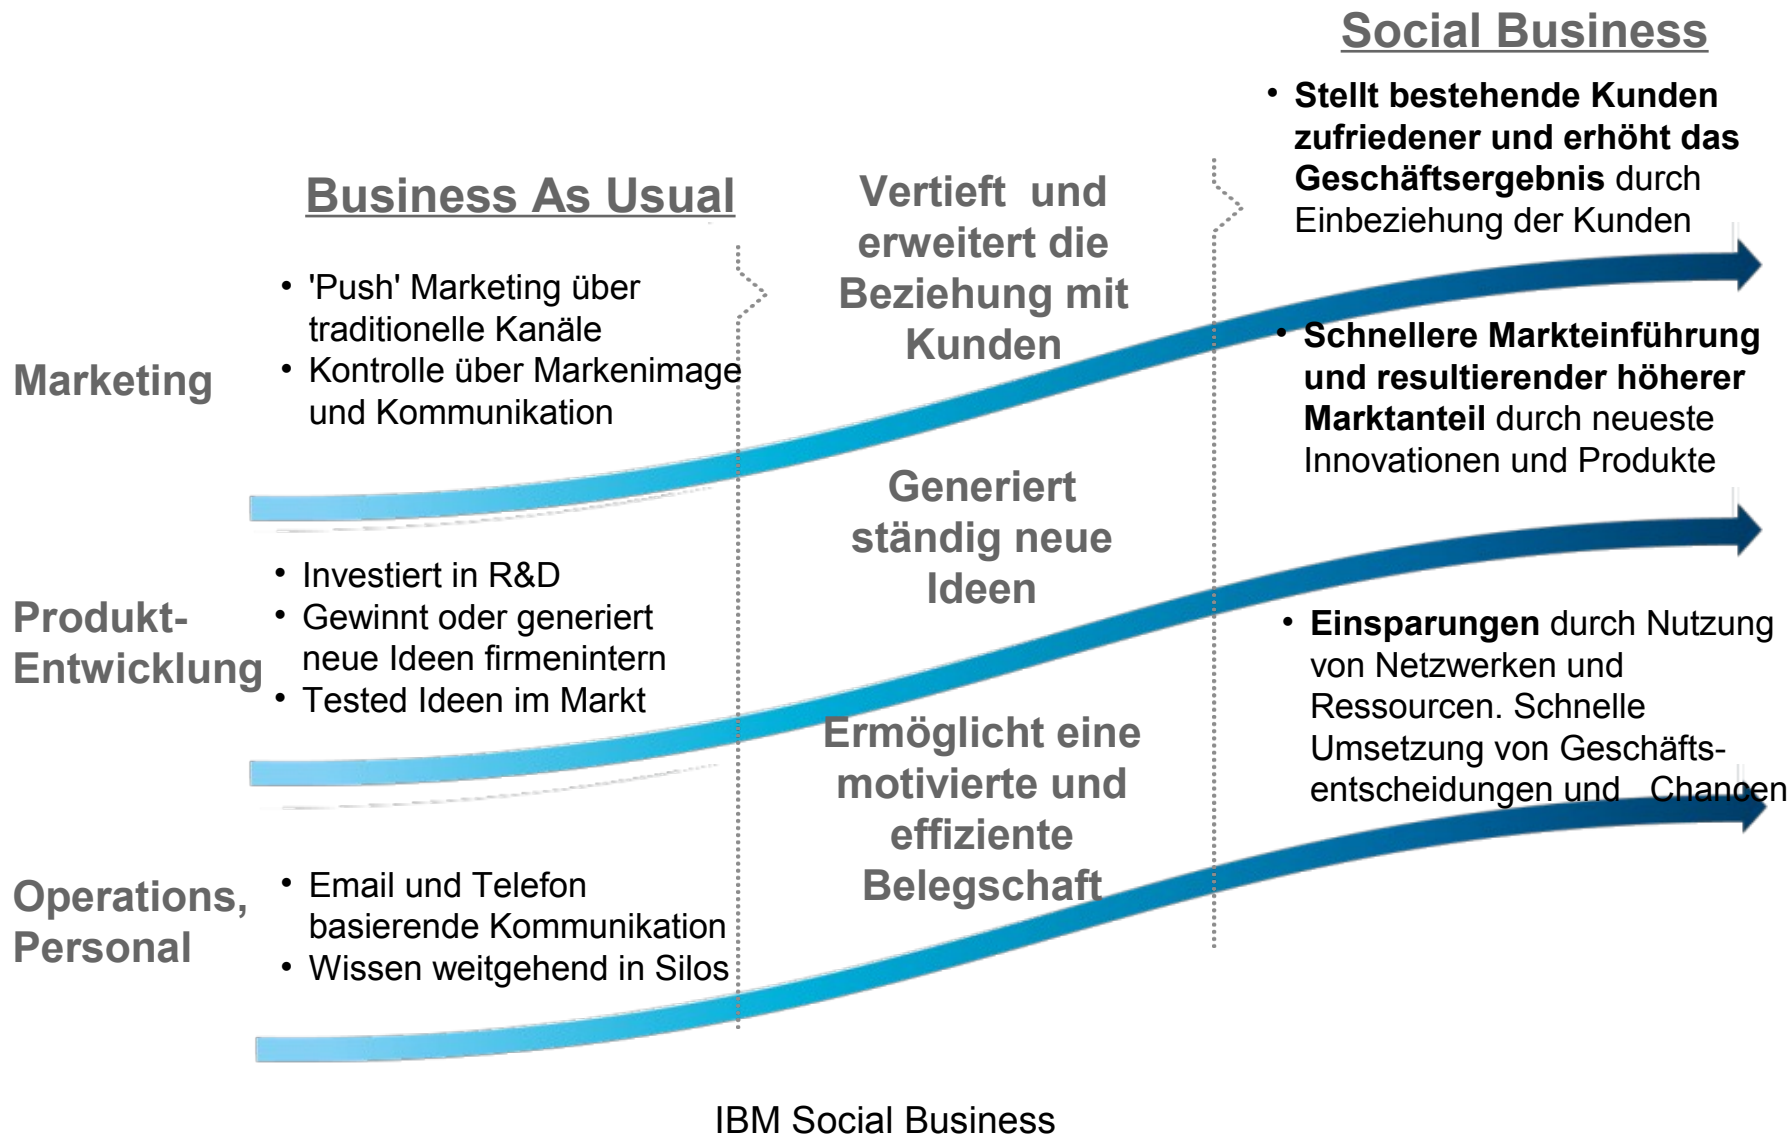 Social Business
• Stellt bestehende Kunden
zufriedener und erhöht das
Geschäftsergebnis durch
Einbeziehung der Kunden
Business As Usual
Vertieft und
erweitert die
Beziehung mit
Kunden
Marketing
• 'Push' Marketing über
traditionelle Kanäle
• Kontrolle über Markenimage
und Kommunikation
• Schnellere Markteinführung
und resultierender höherer
Marktanteil durch neueste
Innovationen und Produkte
Generiert
ständig neue
Ideen
Produkt-
Entwicklung
• Investiert in R&D
• Gewinnt oder generiert
neue Ideen firmenintern
• Tested Ideen im Markt
• Einsparungen durch Nutzung
von Netzwerken und
Ressourcen. Schnelle
Umsetzung von Geschäfts-
entscheidungen und Chancen
Ermöglicht eine
motivierte und
effiziente
Belegschaft
Operations,
Personal
• Email und Telefon
basierende Kommunikation
• Wissen weitgehend in Silos
IBM Social Business